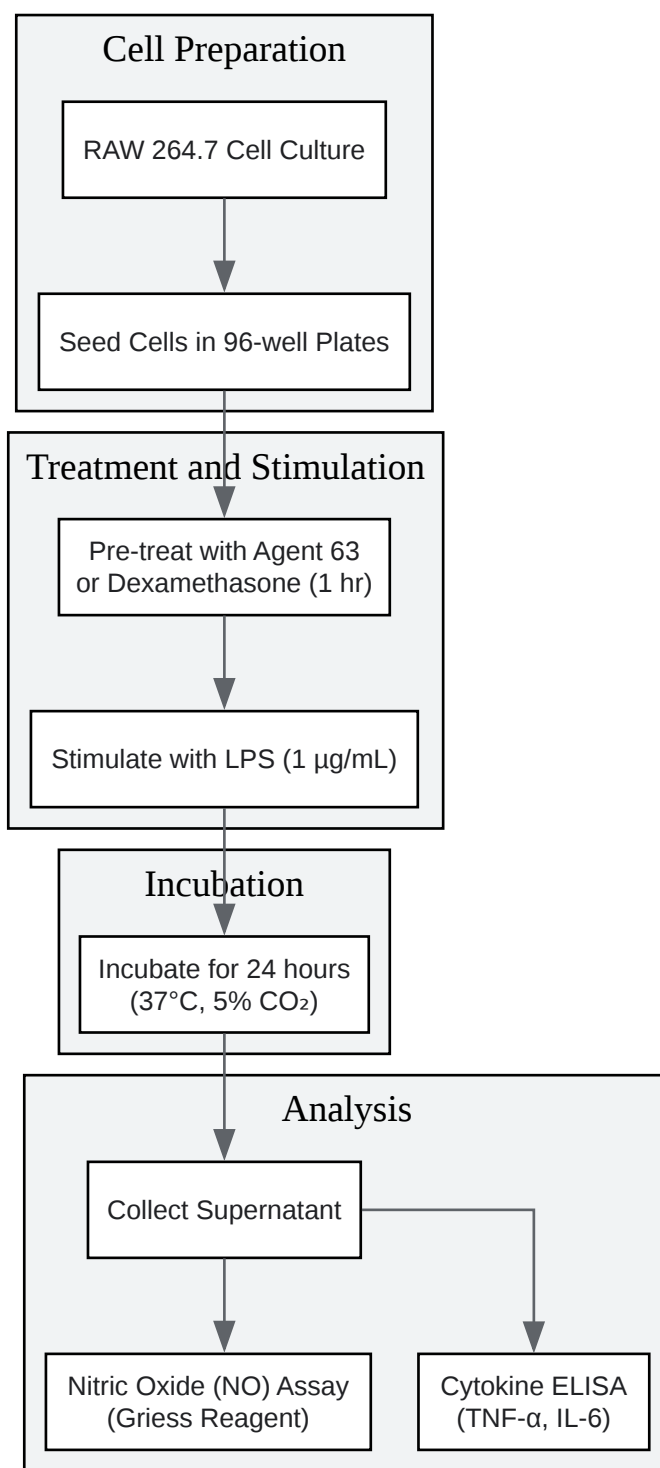 Cell Preparation
RAW 264.7 Cell Culture
Seed Cells in 96-well Plates
Treatment and Stimulation
Pre-treat with Agent 63
or Dexamethasone (1 hr)
Stimulate with LPS (1 µg/mL)
Incubation
Incubate for 24 hours
(37°C, 5% CO₂)
Analysis
Collect Supernatant
Nitric Oxide (NO) Assay
(Griess Reagent)
Cytokine ELISA
(TNF-α, IL-6)